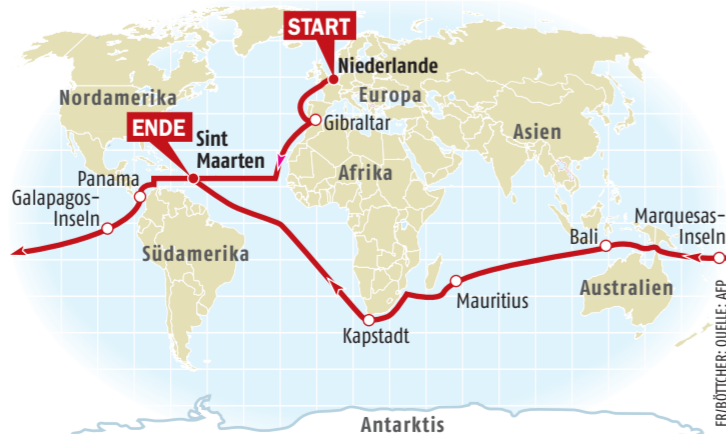 START
Niederlande
Nordamerika
Europa
Gibraltar
ENDE
Sint
Maarten
Asien
Afrika
Panama
Galapagos-
Inseln
Marquesas-
Inseln
Bali
Südamerika
Mauritius
Australien
Kapstadt
Antarktis
FR/BÖTTCHER; QUELLE: AFP